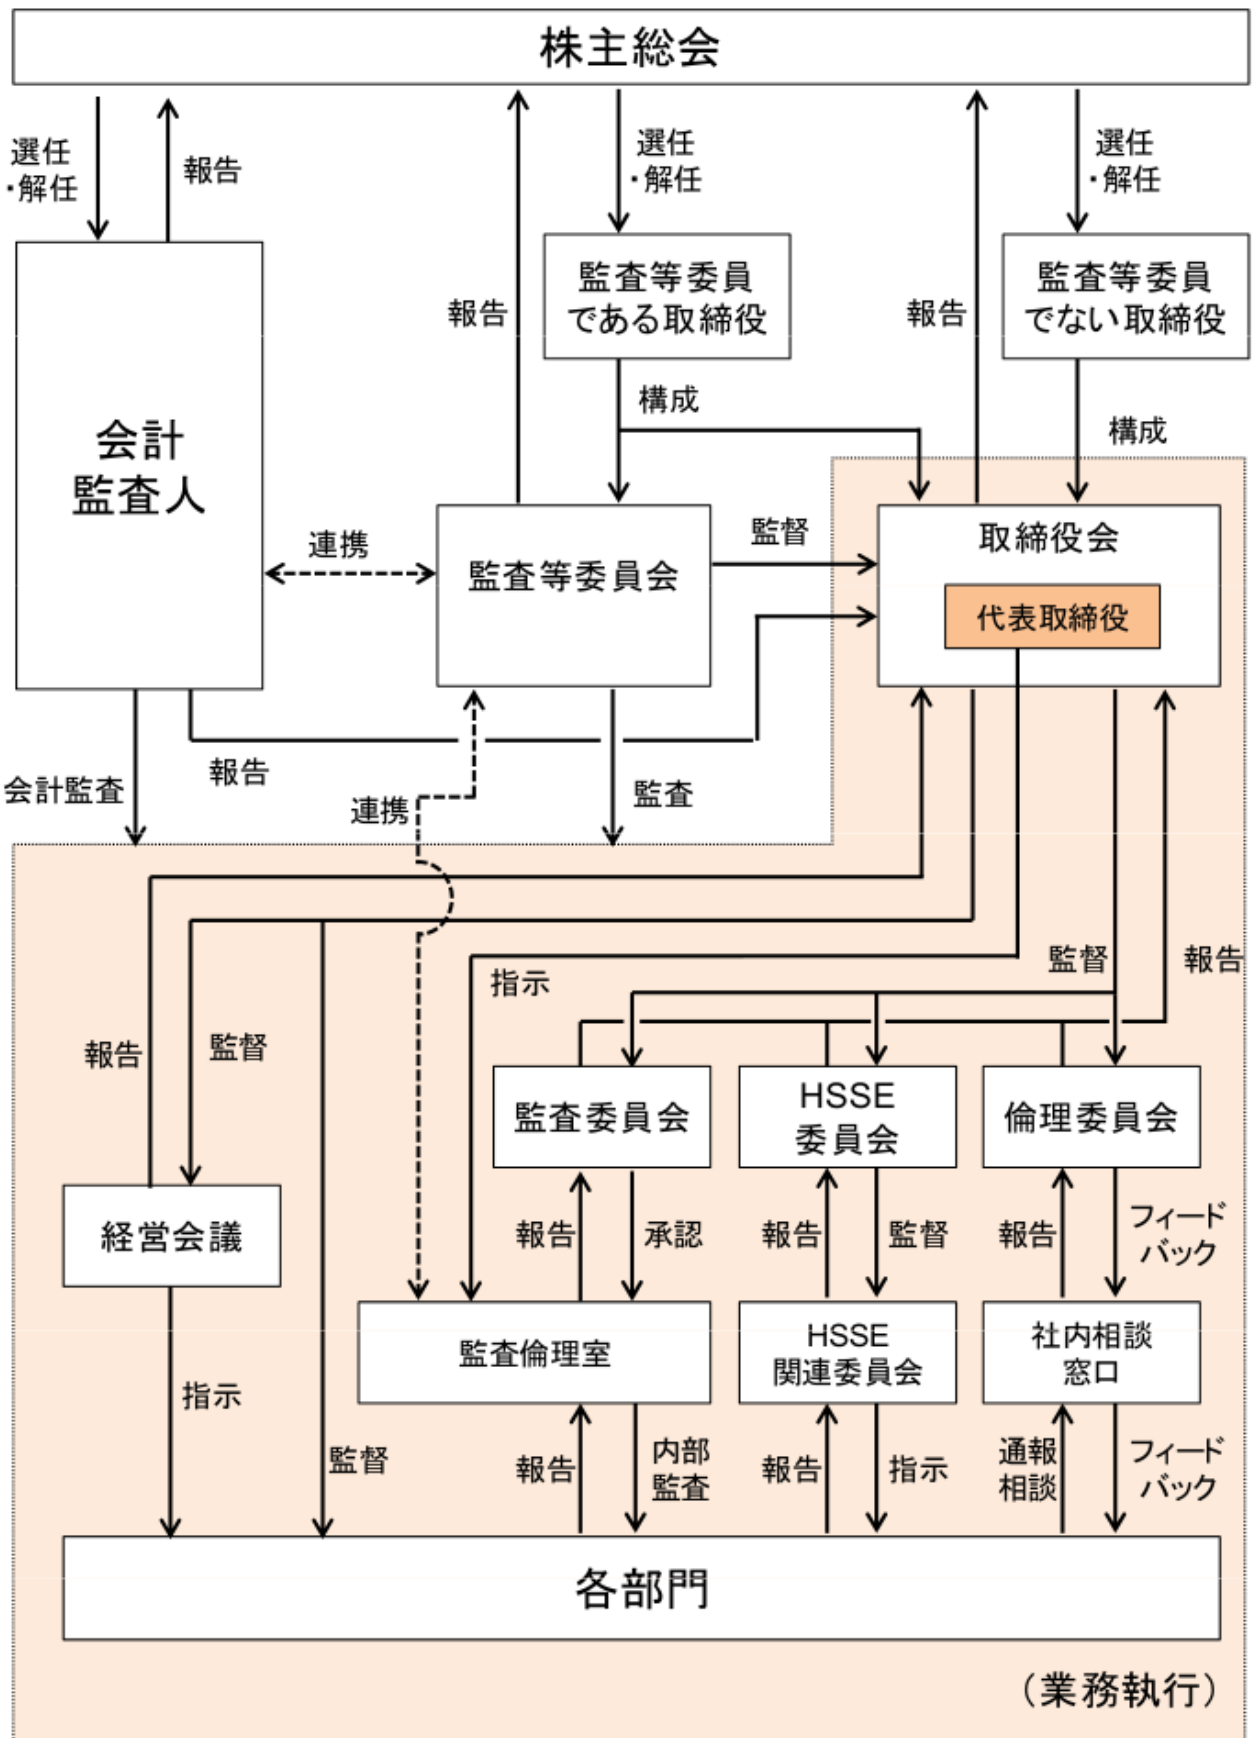 株主総会
選任
・解任
報告
選任
・解任
選任
・解任
報告
監査等委員
である取締役
報告
監査等委員
でない取締役
構成
構成
会計
監査人
連携
監査等委員会
監督
取締役会
代表取締役
会計監査
報告
連携
監査
指示
監督
報告
報告
監督
監査委員会
HSSE
委員会
倫理委員会
経営会議
報告
承認
報告
監督
報告
フィード
バック
監査倫理室
HSSE
関連委員会
社内相談
窓口
指示
監督
報告
内部
監査
報告
指示
通報
相談
フィード
バック
各部門
（業務執行）